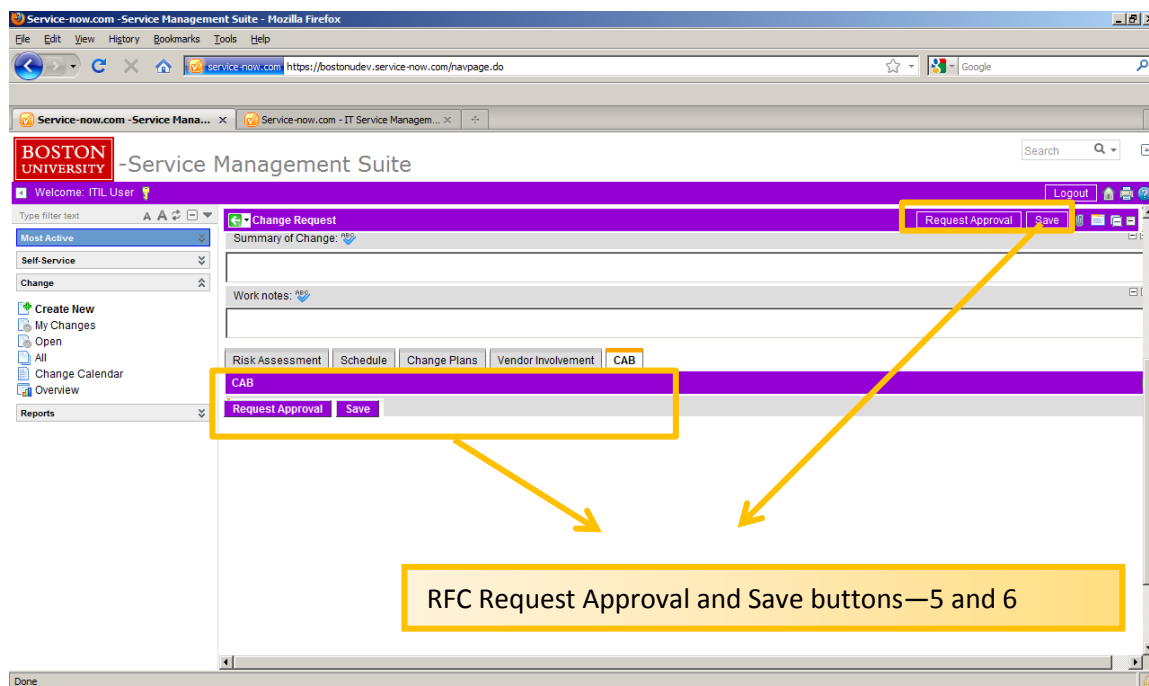 Service-now.com -Service Management Suite - Mozilla Firefox
File Edit View History Bookmarks Tools Help
service-now.com https://bostonudev.service-now.com/navpage.do
Google
Service-now.com -Service Mana...
Service-now.com - IT Service Managem...
BOSTON
UNIVERSITY
-Service Management Suite
Search
Welcome: ITIL User
Logout
Type filter text A A
Change Request
Request Approval Save
Most Active
Summary of Change: ABC
Self-Service
Change
Work notes: ABC
Create New
My Changes
Open
All
Change Calendar
Overview
Reports
Risk Assessment Schedule Change Plans Vendor Involvement CAB
CAB
Request Approval Save
RFC Request Approval and Save buttons—5 and 6
Done